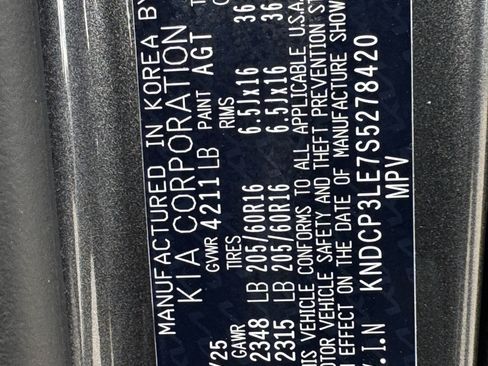 MANUFACTURED IN KOREA BY
KIA CORPORATION
GVWR 4211 LB PAINT AGT
/25 TIRES RIMS
GAWR
2348 LB 205/60R16 6.5Jx16 36
2315 LB 205/60R16 6.5Jx16 36
THIS VEHICLE CONFORMS TO ALL APPLICABLE U.S.A.
MOTOR VEHICLE SAFETY AND THEFT PREVENTION ST
IN EFFECT ON THE DATE OF MANUFACTURE SHOW
V.I.N KNDCP3LE7S5278420
MPV